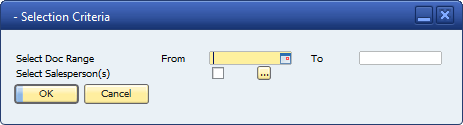 - Selection Criteria
Select Doc Range From To
Select Salesperson(s) ...
OK Cancel